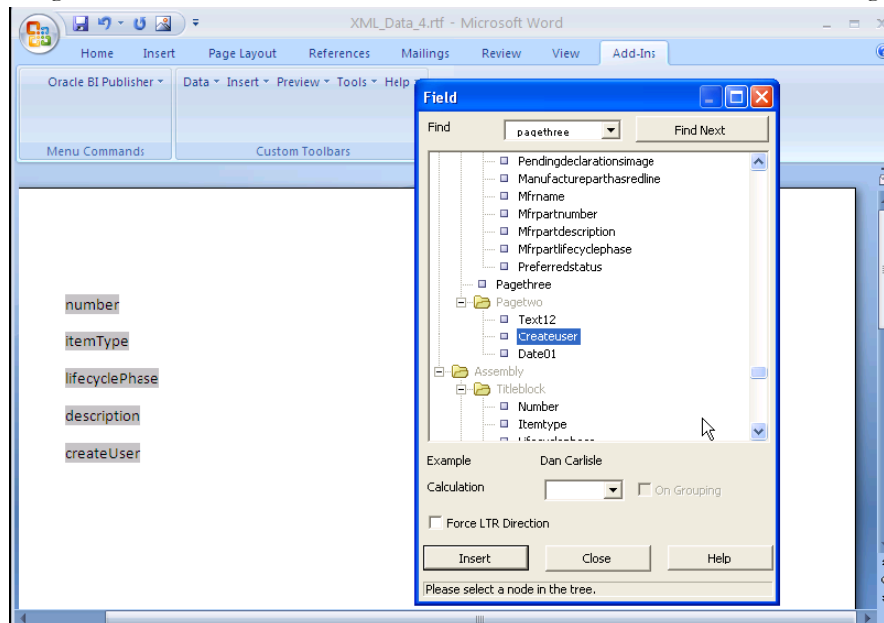 XML_Data_4.rtf - Microsoft Word
Home Insert Page Layout References Mailings Review View Add-Ins
Oracle BI Publisher Data Insert Preview Tools Help
Menu Commands Custom Toolbars
number
itemType
lifecyclePhase
description
createUser
Field
Find pagethree Find Next
Pendingdeclarationsimage
Manufactureparthasredline
Mfrname
Mfrpartnumber
Mfrpartdescription
Mfrpartlifecyclephase
Preferredstatus
Pagethree
Pagetwo
Text12
Createuser
Date01
Assembly
Titleblock
Number
Itemtype
Example Dan Carlisle
Calculation On Grouping
Force LTR Direction
Insert Close Help
Please select a node in the tree.